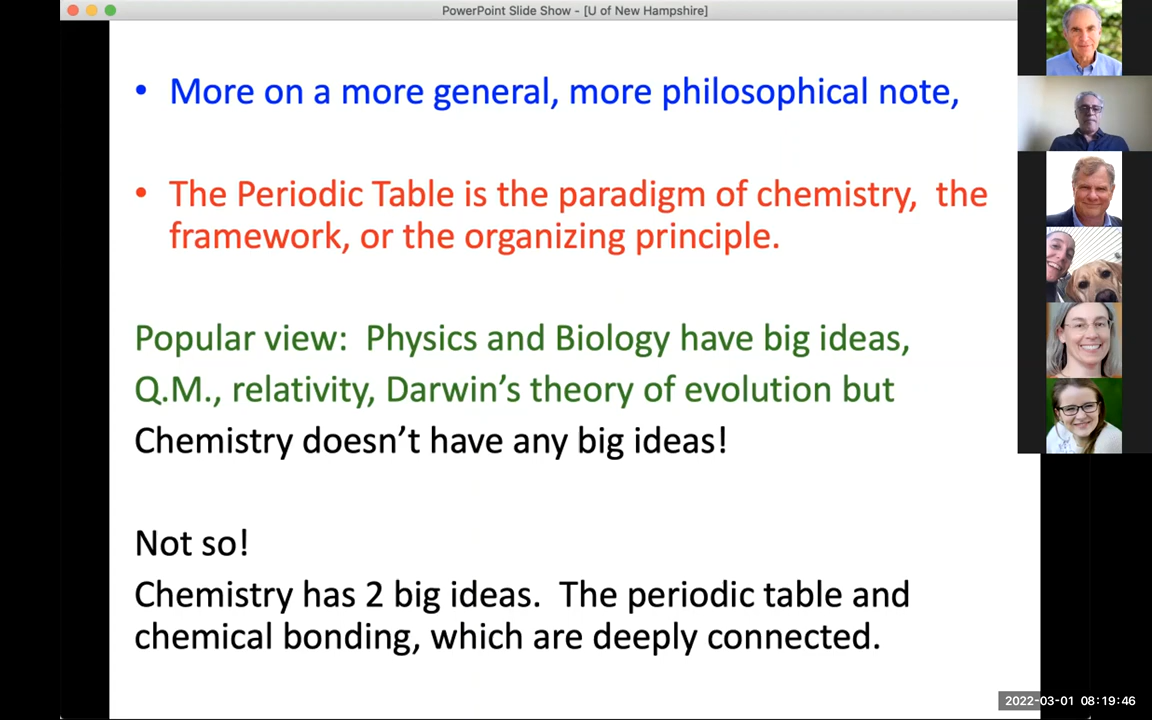 PowerPoint Slide Show - [U of New Hampshire]
• More on a more general, more philosophical note,
• The Periodic Table is the paradigm of chemistry,  the
framework, or the organizing principle.
Popular view:  Physics and Biology have big ideas,
Q.M., relativity, Darwin’s theory of evolution but
Chemistry doesn’t have any big ideas!
Not so!
Chemistry has 2 big ideas.  The periodic table and
chemical bonding, which are deeply connected.
2022-03-01 08:19:46